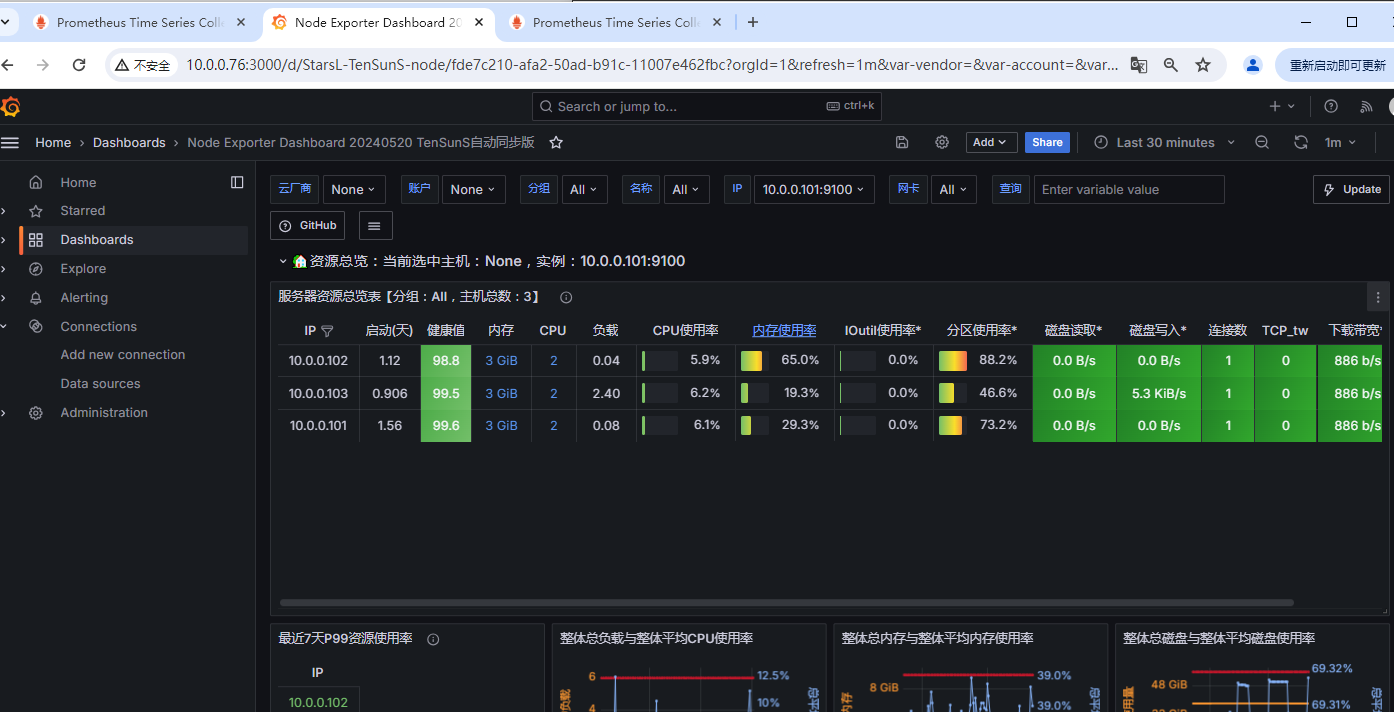 Prometheus Time Series Colle
Node Exporter Dashboard 20
Prometheus Time Series Colle
不安全
10.0.0.76:3000/d/StarsL-TenSunS-node/fde7c210-afa2-50ad-b91c-11007e462fbc?orgId=1&refresh=1m&var-vendor=&var-account=&var...
重新启动即可更新
Search or jump to...
ctrl+k
Home › Dashboards › Node Exporter Dashboard 20240520 TenSunS自动同步版
Add
Share
Last 30 minutes
1m
Home
Starred
Dashboards
Explore
Alerting
Connections
Add new connection
Data sources
Administration
云厂商 None 账户 None 分组 All 名称 All IP 10.0.0.101:9100 网卡 All 查询 Enter variable value
Update
GitHub
资源总览：当前选中主机：None，实例：10.0.0.101:9100
服务器资源总览表【分组：All，主机总数：3】
IP 启动(天) 健康值 内存 CPU 负载 CPU使用率 内存使用率 IOutil使用率* 分区使用率* 磁盘读取* 磁盘写入* 连接数 TCP_tw 下载带宽*
10.0.0.102 1.12 98.8 3 GiB 2 0.04 5.9% 65.0% 0.0% 88.2% 0.0 B/s 0.0 B/s 1 0 886 b/s
10.0.0.103 0.906 99.5 3 GiB 2 2.40 6.2% 19.3% 0.0% 46.6% 0.0 B/s 5.3 KiB/s 1 0 886 b/s
10.0.0.101 1.56 99.6 3 GiB 2 0.08 6.1% 29.3% 0.0% 73.2% 0.0 B/s 0.0 B/s 1 0 886 b/s
最近7天P99资源使用率
IP
10.0.0.102
整体总负载与整体平均CPU使用率
6
12.5%
4
10%
负载
整体总内存与整体平均内存使用率
8 GiB
39.0%
39.0%
内存
整体总磁盘与整体平均磁盘使用率
48 GiB
69.32%
69.31%